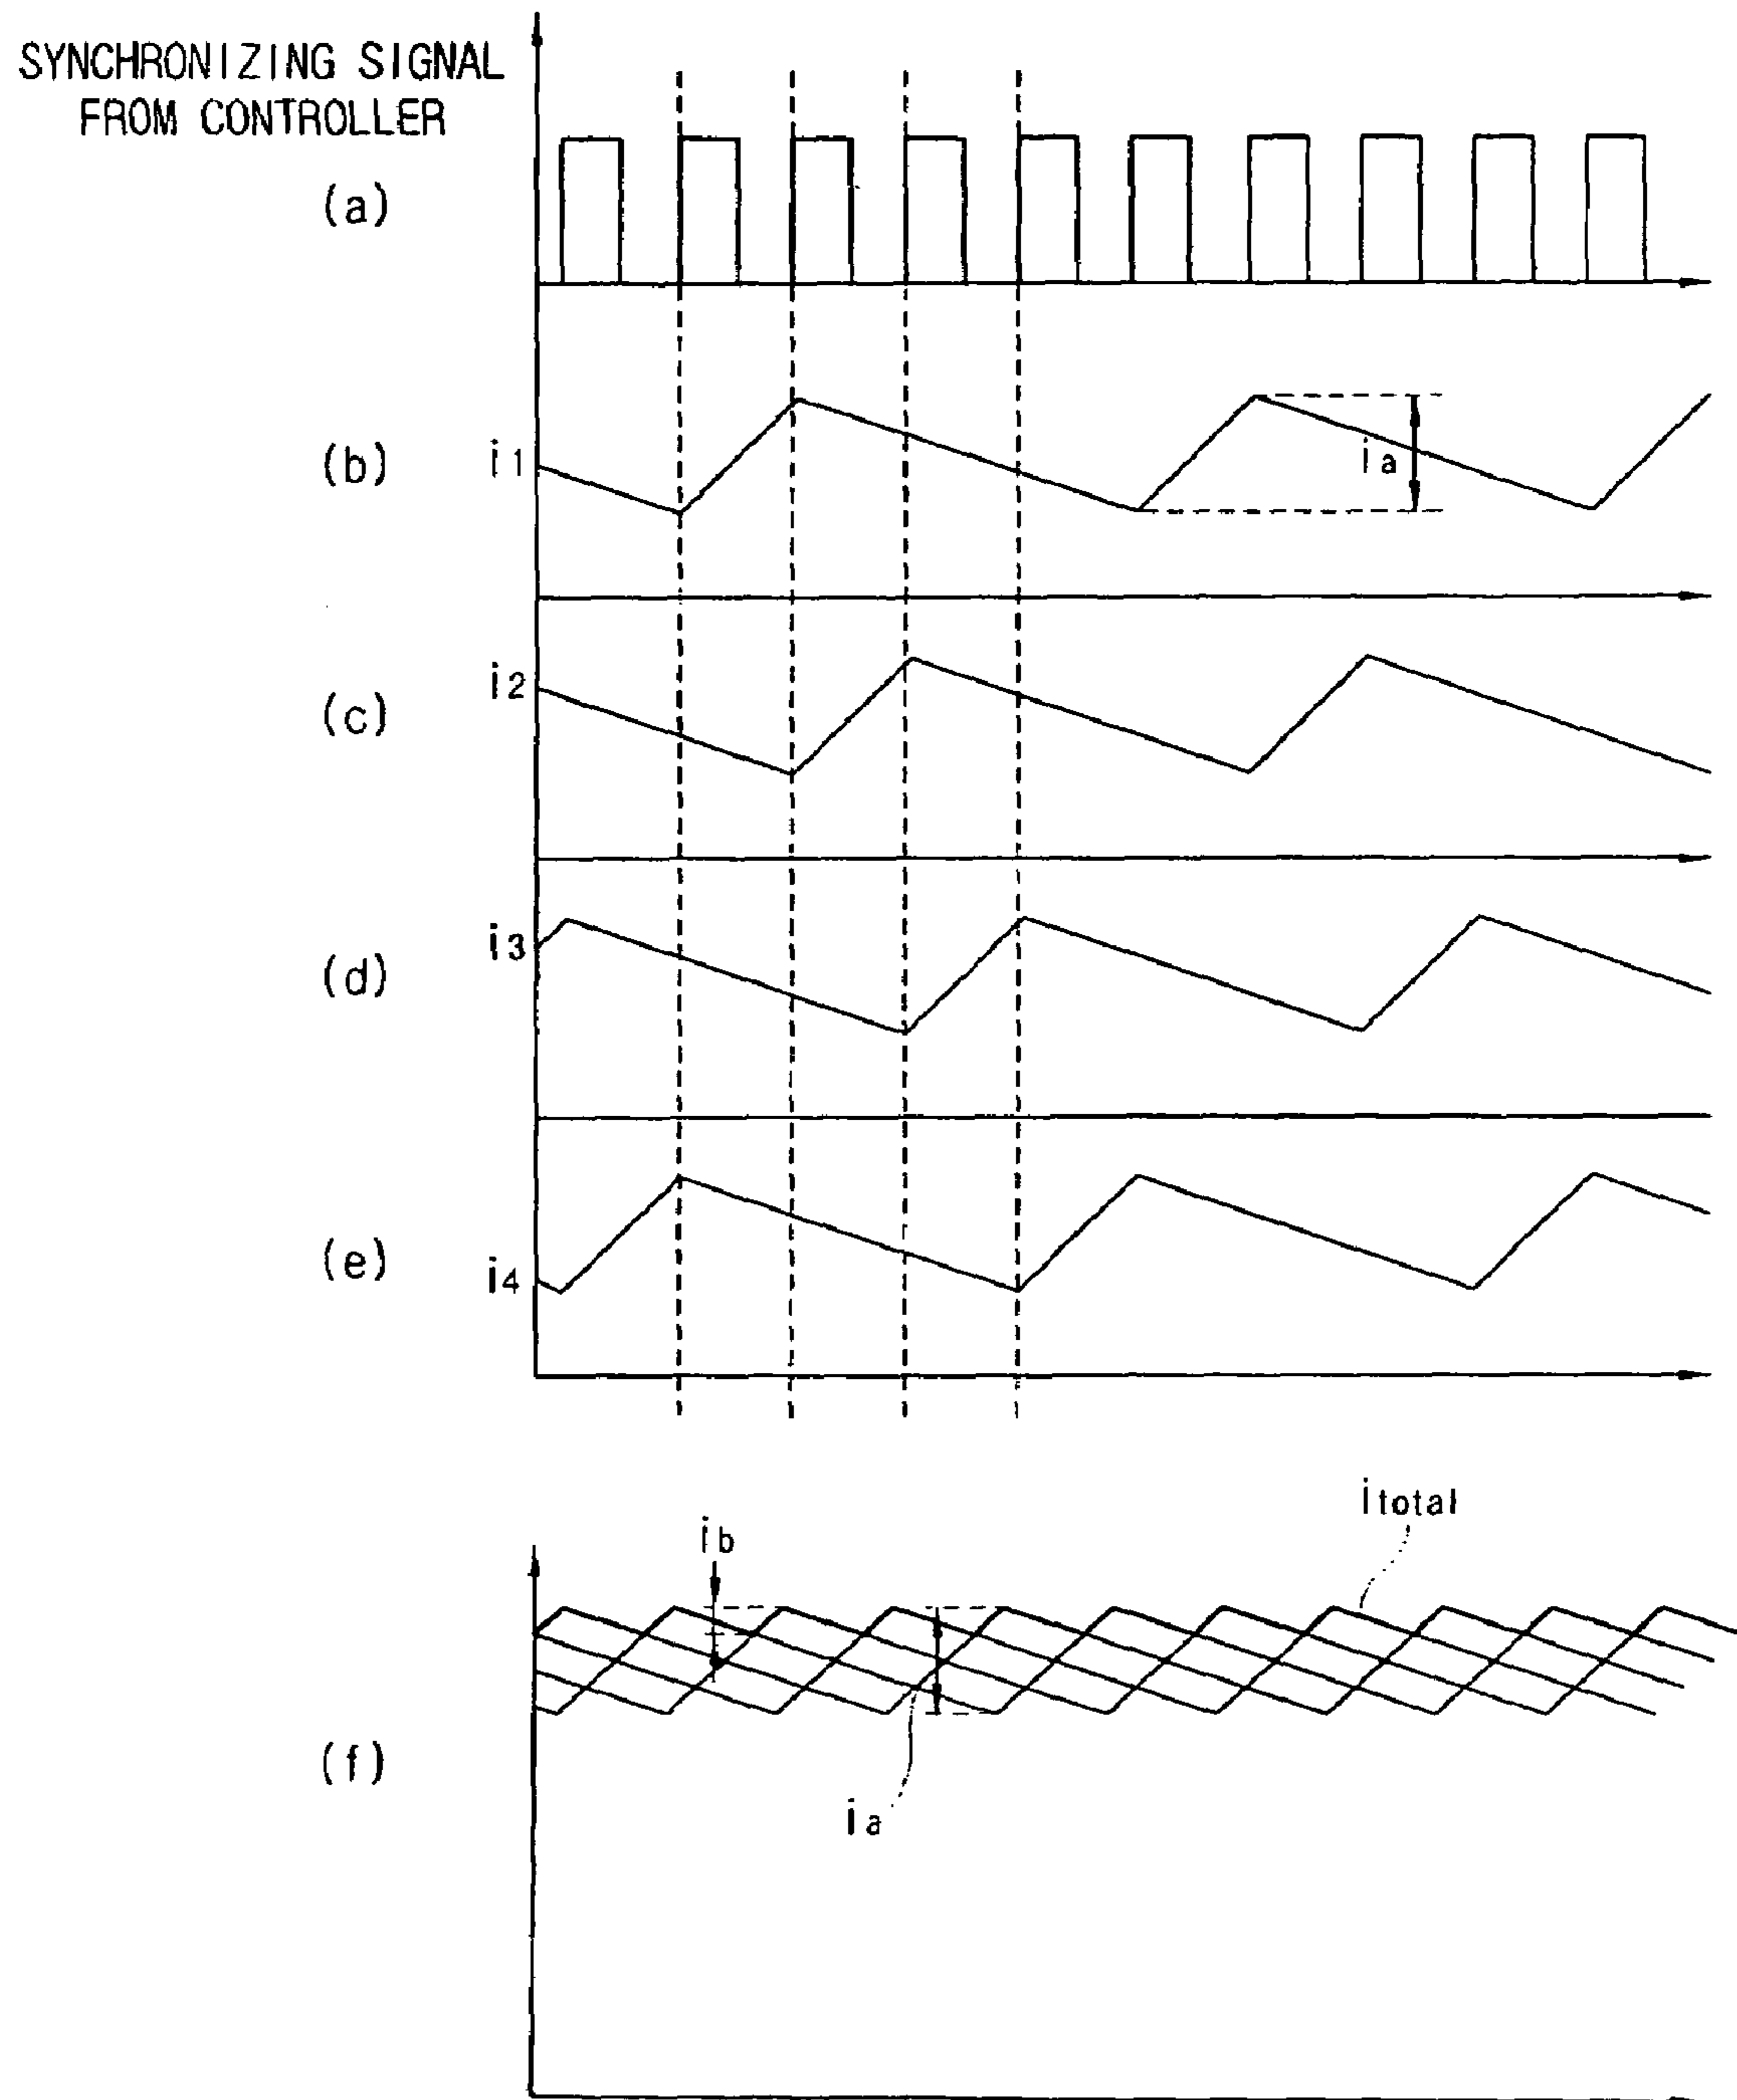 SYNCHRONIZING SIGNAL
FROM CONTROLLER
(a)
(b)
i1
ia
(c)
i2
(d)
i3
(e)
i4
itotal
ib
(f)
ia